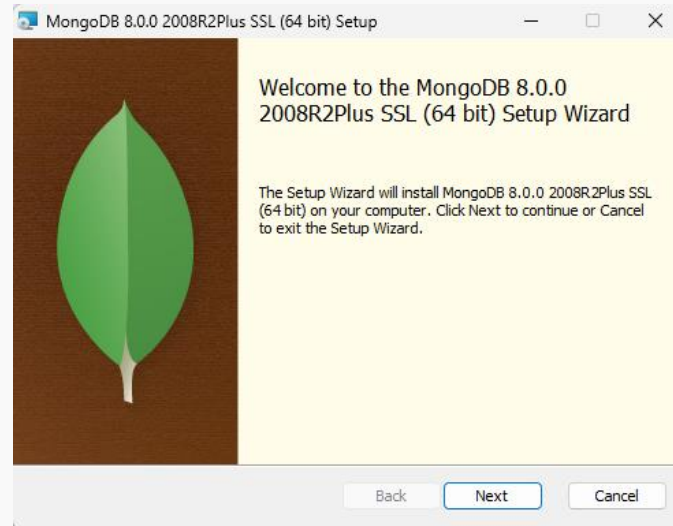 MongoDB 8.0.0 2008R2Plus SSL (64 bit) Setup
Welcome to the MongoDB 8.0.0
2008R2Plus SSL (64 bit) Setup Wizard
The Setup Wizard will install MongoDB 8.0.0 2008R2Plus SSL
(64 bit) on your computer. Click Next to continue or Cancel
to exit the Setup Wizard.
Back Next Cancel